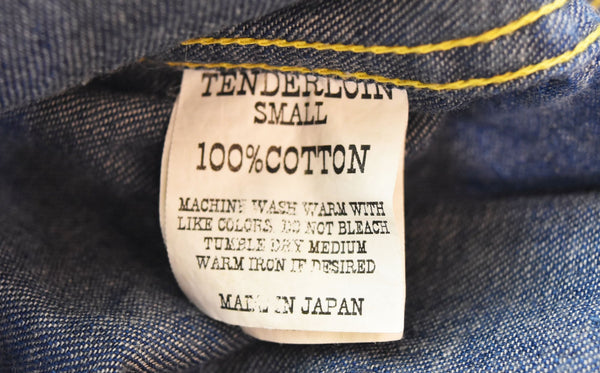 TENDERLOIN
SMALL
100%COTTON
MACHINE WASH WARM WITH
LIKE COLORS, DO NOT BLEACH
TUMBLE DRY MEDIUM
WARM IRON IF DESIRED
MADE IN JAPAN